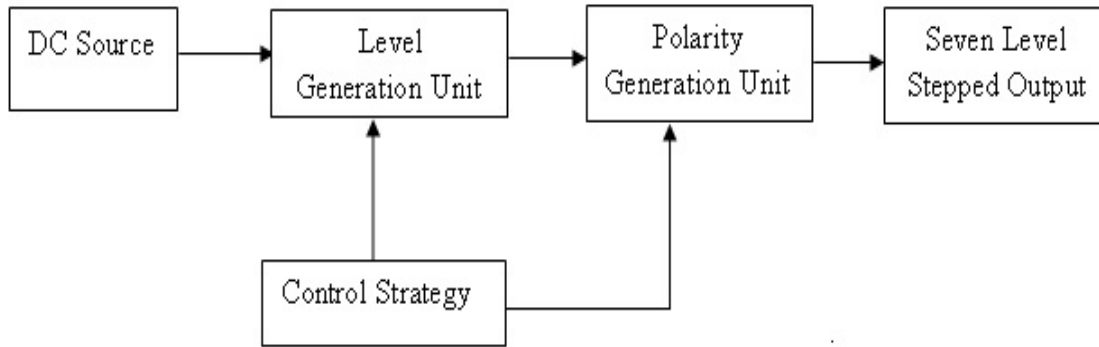 DC Source
Level
Generation Unit
Polarity
Generation Unit
Seven Level
Stepped Output
Control Strategy